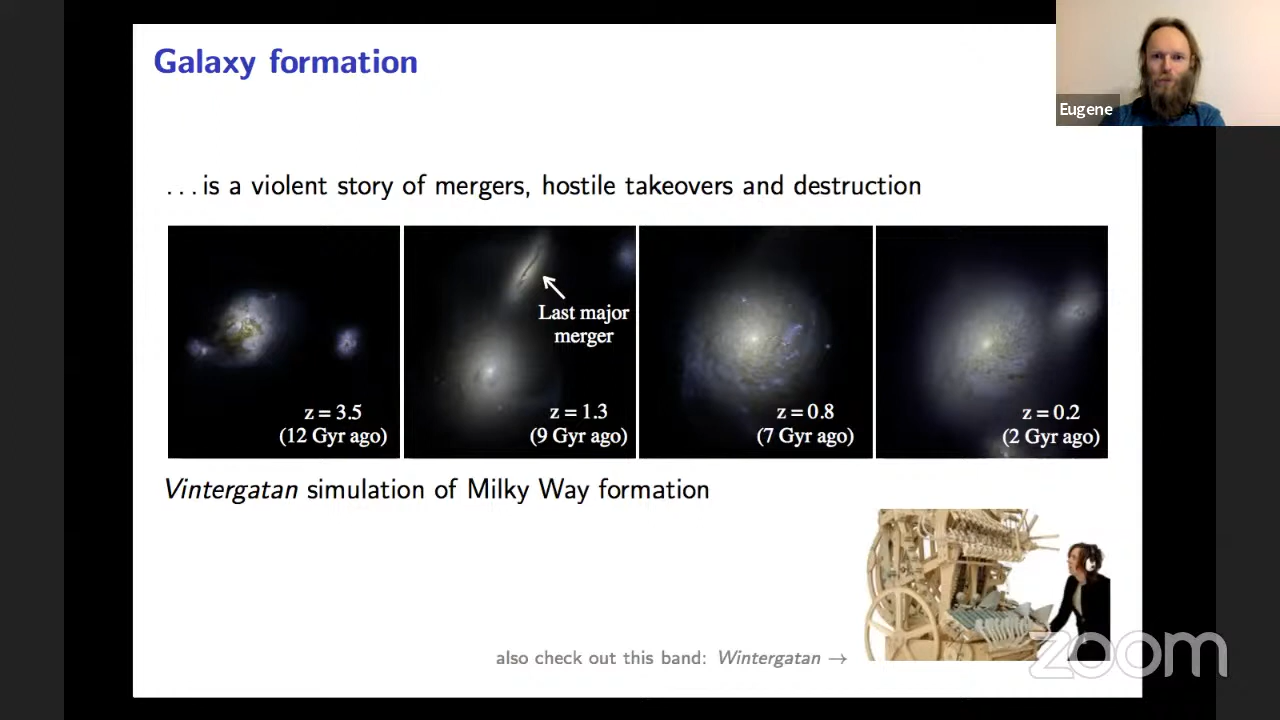 Galaxy formation
Eugene
. . . is a violent story of mergers, hostile takeovers and destruction
Last major
merger
z = 3.5
(12 Gyr ago)
z = 1.3
(9 Gyr ago)
z = 0.8
(7 Gyr ago)
z = 0.2
(2 Gyr ago)
Vintergatan simulation of Milky Way formation
also check out this band: Wintergatan →
zoom